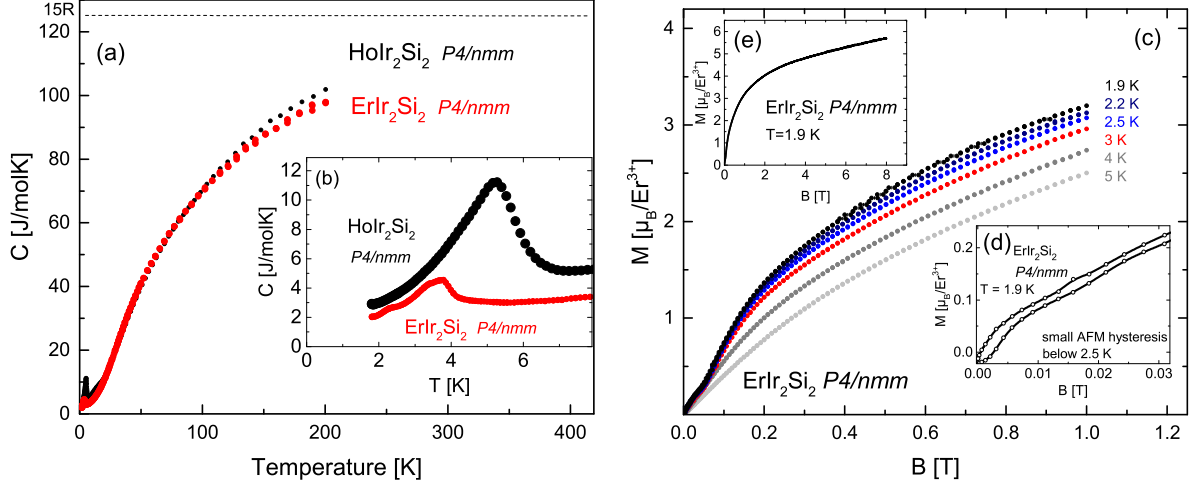 15R
(a)
HoIr2Si2 P4/nmm
ErIr2Si2 P4/nmm
120
100
80
60
40
20
0
C [J/molK]
0 100 200 300 400
Temperature [K]
(b)
12
10
8
6
4
2
0
C [J/molK]
HoIr2Si2
P4/nmm
ErIr2Si2 P4/nmm
0 2 4 6
T [K]
(c)
4
3
2
1
0
M [μB/Er3+]
1.9 K
2.2 K
2.5 K
3 K
4 K
5 K
ErIr2Si2 P4/nmm
0.0 0.2 0.4 0.6 0.8 1.0 1.2
B [T]
(e)
6
5
4
3
2
1
0
M [μB/Er3+]
ErIr2Si2 P4/nmm
T=1.9 K
0 2 4 6 8
B [T]
(d)
0.2
0.1
0.0
M [μB/Er3+]
ErIr2Si2
P4/nmm
T = 1.9 K
small AFM hysteresis
below 2.5 K
0.00 0.01 0.02 0.03
B [T]